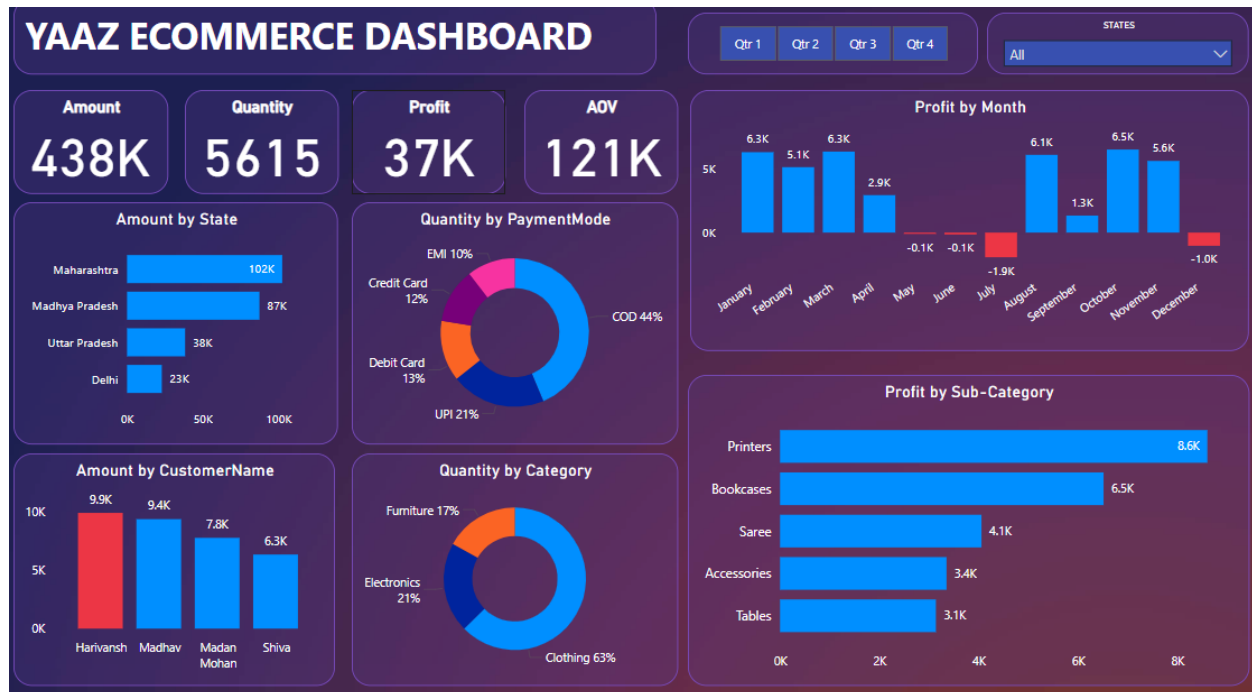 YAAZ ECOMMERCE DASHBOARD
Qtr 1 Qtr 2 Qtr 3 Qtr 4
STATES
All
Amount
438K
Quantity
5615
Profit
37K
AOV
121K
Profit by Month
5K
0K
6.3K
5.1K
6.3K
2.9K
-0.1K
-0.1K
-1.9K
6.1K
1.3K
6.5K
5.6K
-1.0K
January
February
March
April
May
June
July
August
September
October
November
December
Amount by State
Maharashtra 102K
Madhya Pradesh 87K
Uttar Pradesh 38K
Delhi 23K
0K 50K 100K
Quantity by PaymentMode
EMI 10%
Credit Card
12%
COD 44%
Debit Card
13%
UPI 21%
Profit by Sub-Category
Printers 8.6K
Bookcases 6.5K
Saree 4.1K
Accessories 3.4K
Tables 3.1K
0K 2K 4K 6K 8K
Amount by CustomerName
10K
5K
0K
9.9K
9.4K
7.8K
6.3K
Harivansh
Madhav
Madan
Mohan
Shiva
Quantity by Category
Furniture 17%
Electronics
21%
Clothing 63%